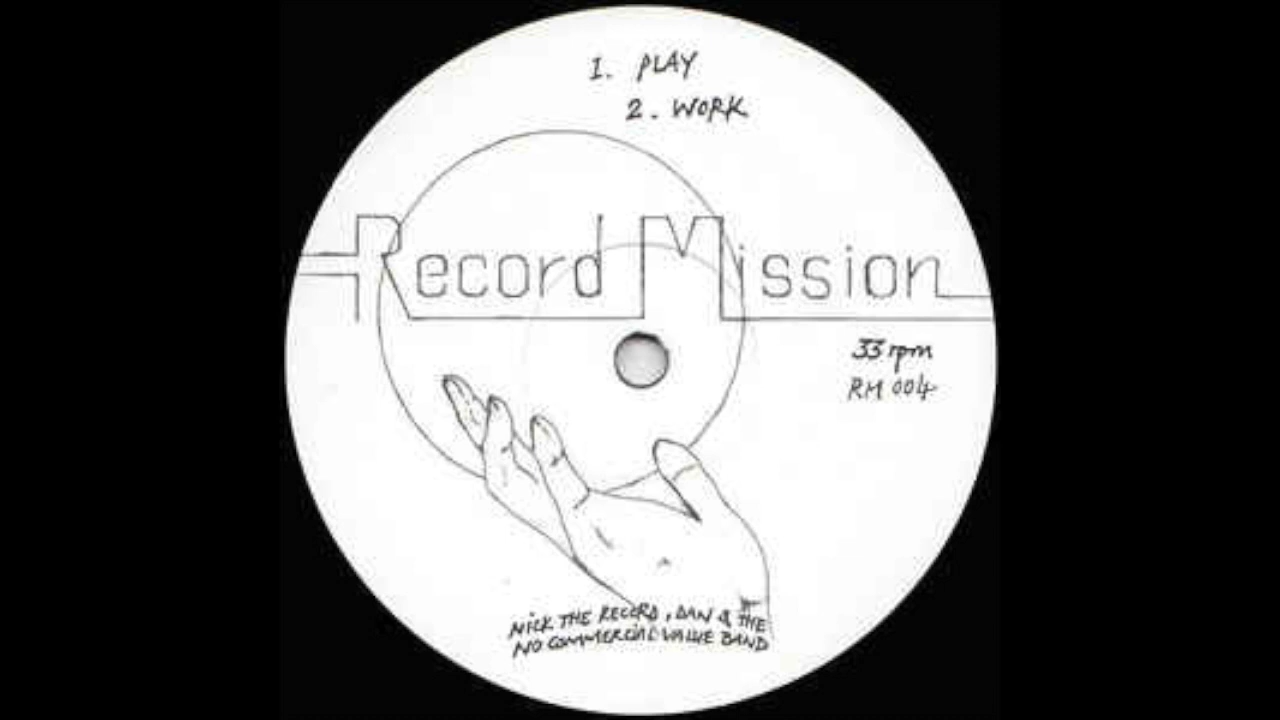 1. PLAY
2. WORK
Record Mission
33 rpm
RM 004
NICK THE RECORD, DAN & THE
NO COMMERCIAL VALUE BAND